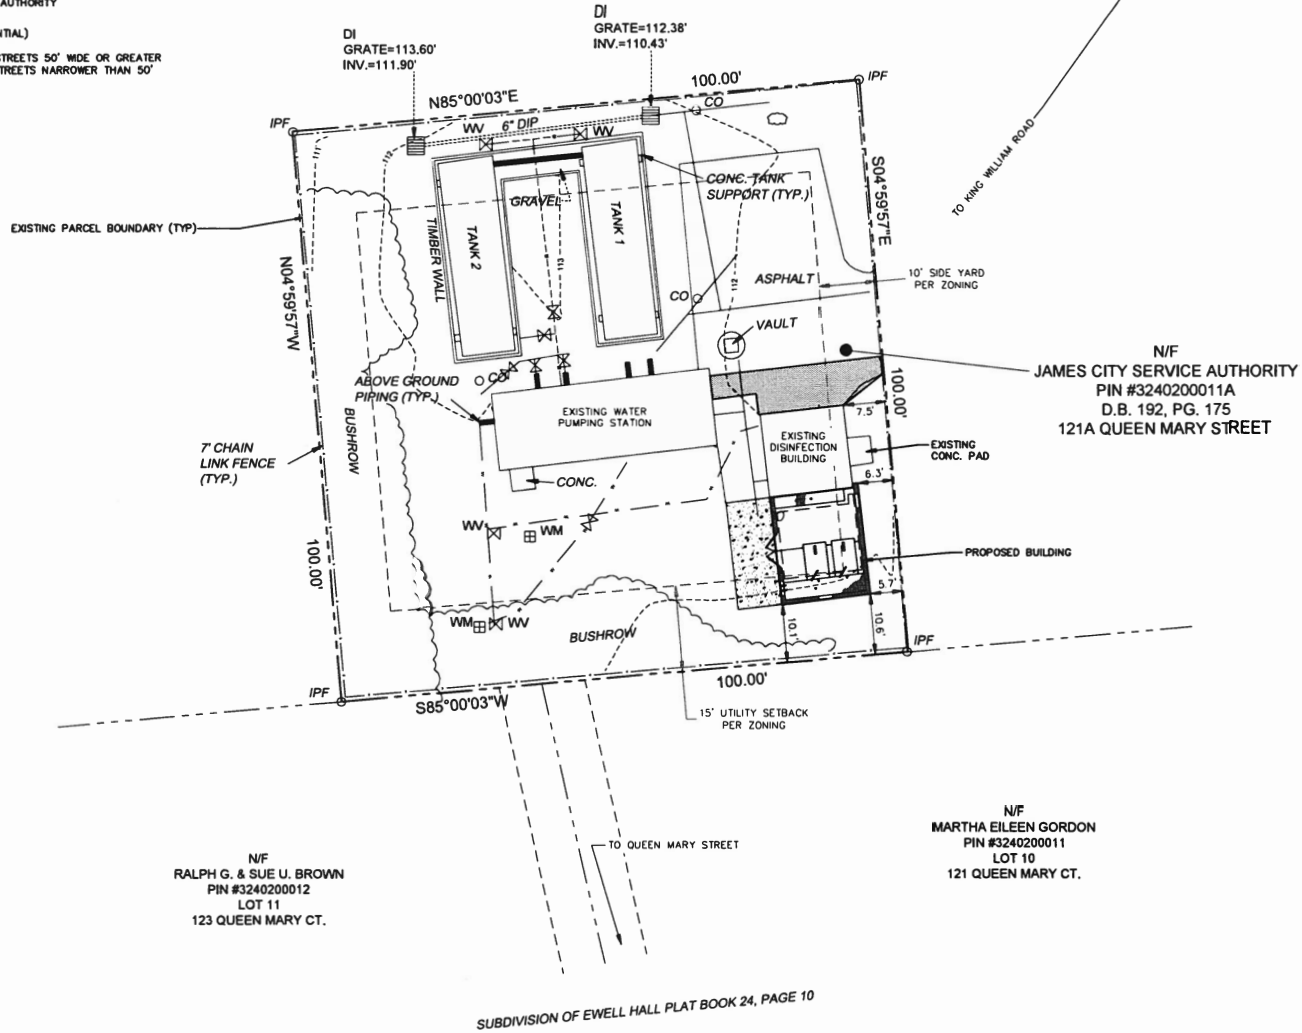 AUTHORITY
NTIAL)
TREETS 50' WIDE OR GREATER
TREETS NARROWER THAN 50'
DI
GRATE=113.60'
INV.=111.90'
DI
GRATE=112.38'
INV.=110.43'
IPF
N85°00'03"E
100.00'
IPF
WV
6" DIP
WV
CO
TO KING WILLIAM ROAD
EXISTING PARCEL BOUNDARY (TYP)
CONC. TANK
SUPPORT (TYP.)
GRAVEL
TANK 1
TANK 2
TIMBER WALL
S04°59'57"E
N04°59'57"W
ASPHALT
10' SIDE YARD
PER ZONING
CO
112
113
VAULT
N/F
JAMES CITY SERVICE AUTHORITY
PIN #3240200011A
D.B. 192, PG. 175
121A QUEEN MARY STREET
ABOVE GROUND
PIPING (TYP.)
CO
EXISTING WATER
PUMPING STATION
100.00'
7.5'
EXISTING
DISINFECTION
BUILDING
EXISTING
CONC. PAD
6.3'
BUSHROW
7' CHAIN
LINK FENCE
(TYP.)
CONC.
WV
WM
100.00'
PROPOSED BUILDING
5.7'
10.1'
10.6'
WM
WV
BUSHROW
IPF
IPF
S85°00'03"W
100.00'
15' UTILITY SETBACK
PER ZONING
TO QUEEN MARY STREET
N/F
RALPH G. & SUE U. BROWN
PIN #3240200012
LOT 11
123 QUEEN MARY CT.
N/F
MARTHA EILEEN GORDON
PIN #3240200011
LOT 10
121 QUEEN MARY CT.
SUBDIVISION OF EWELL HALL PLAT BOOK 24, PAGE 10